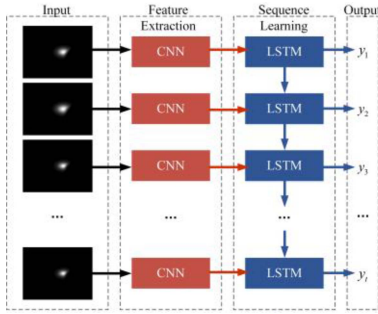 Input Feature Extraction Sequence Learning Output
CNN LSTM y1
CNN LSTM y2
CNN LSTM y3
... ... ... ...
CNN LSTM yt